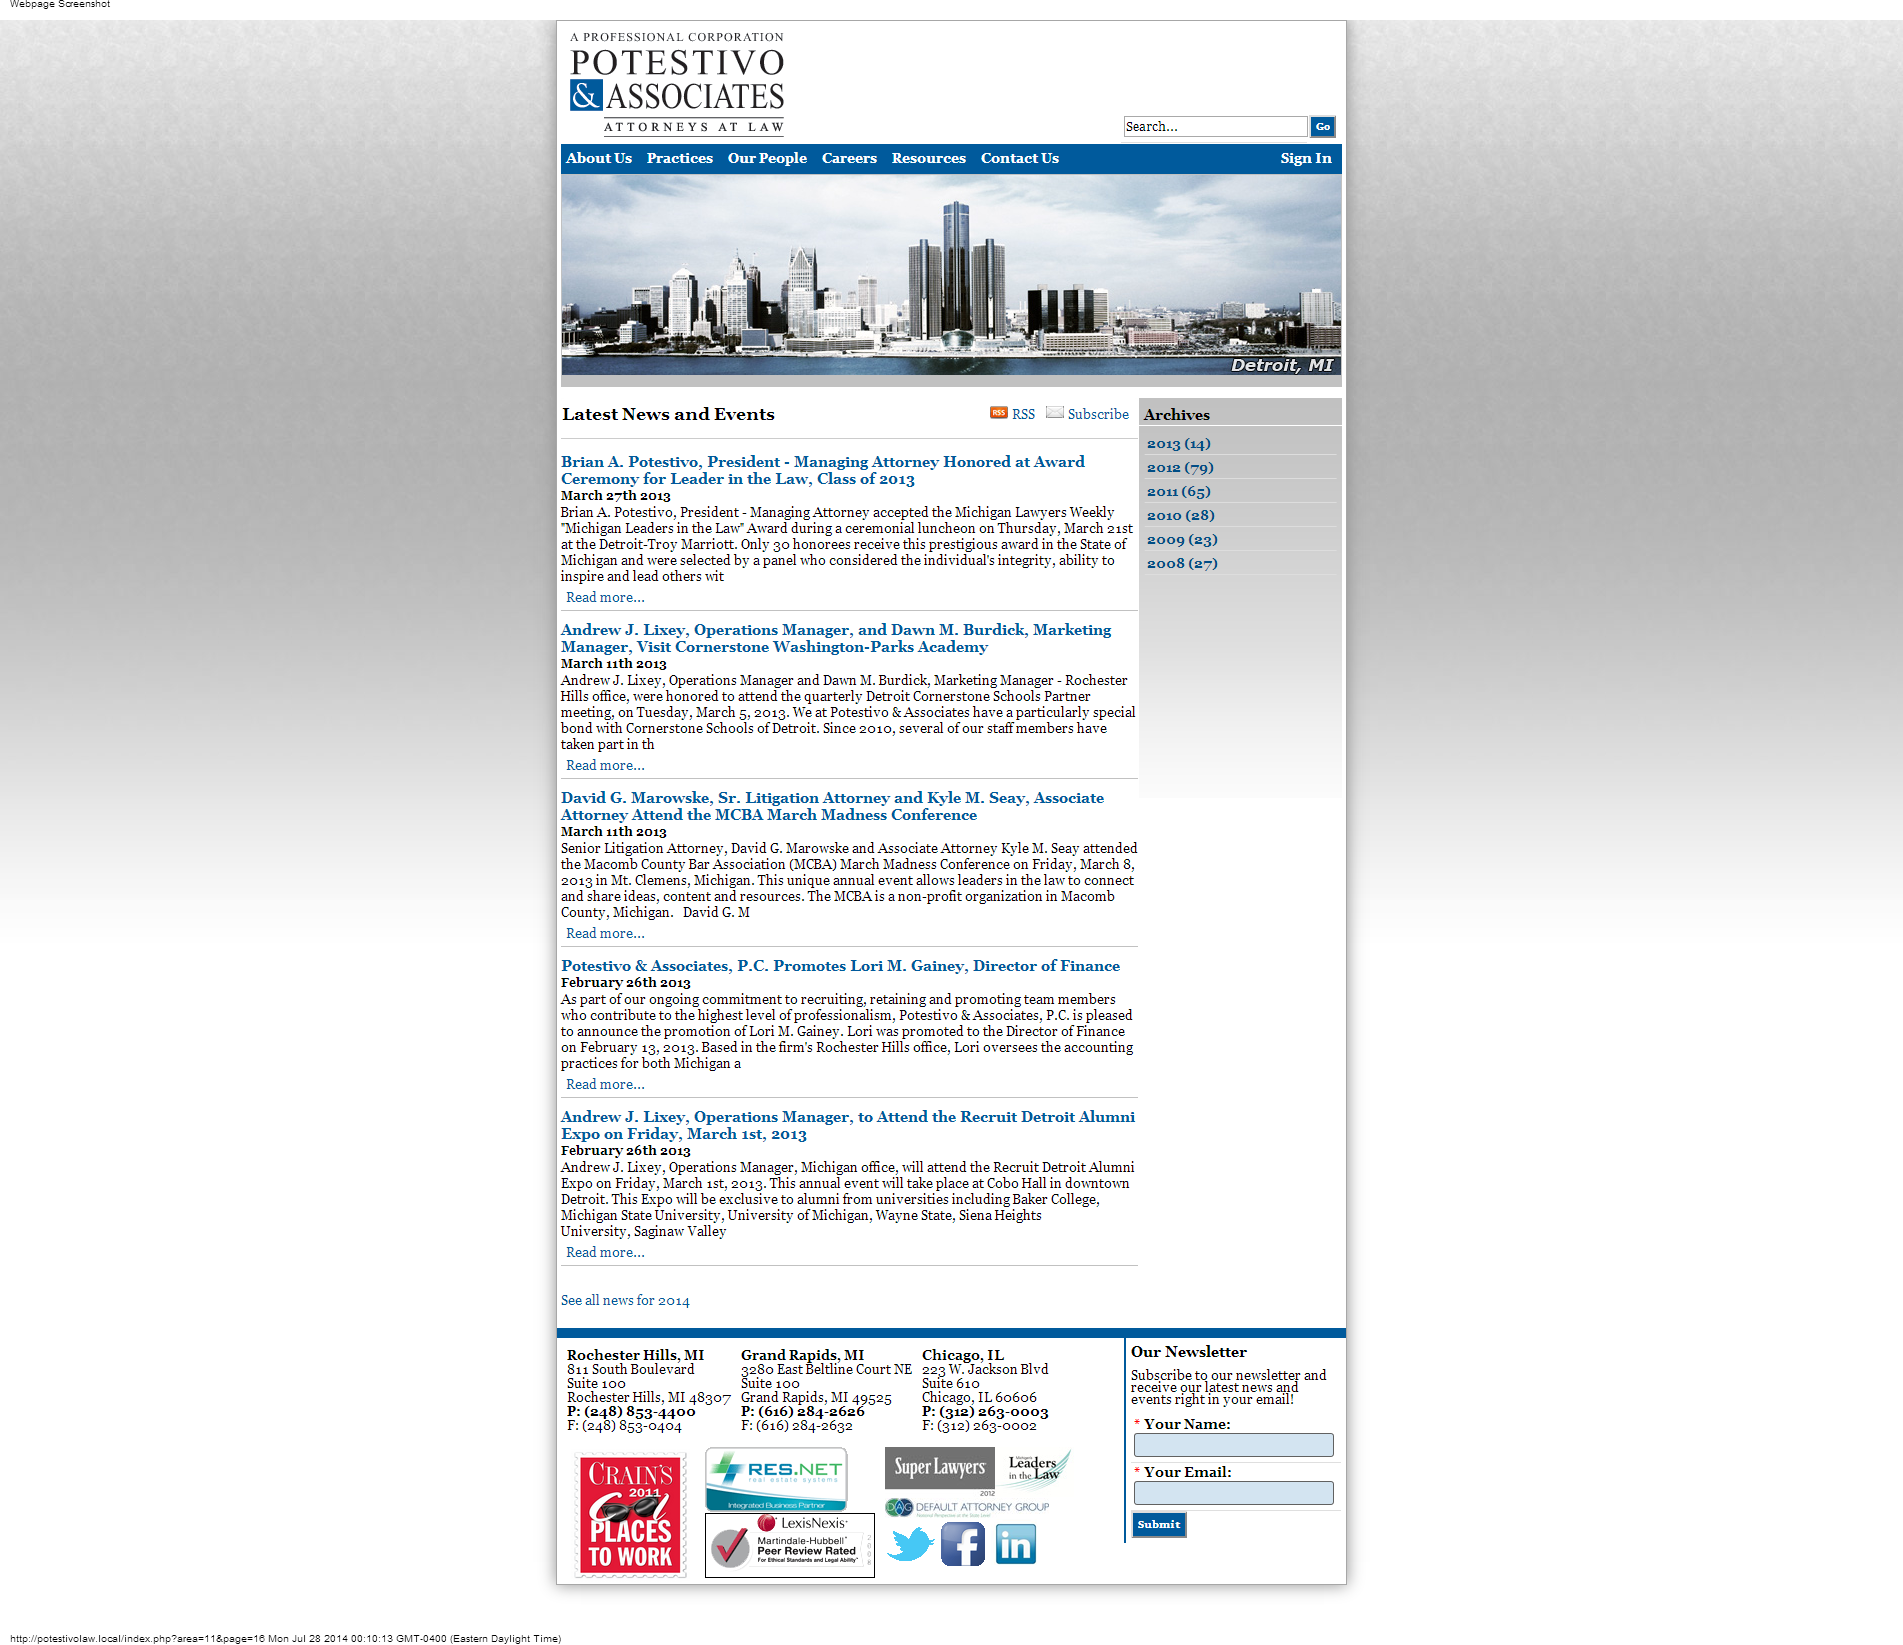 Webpage Screenshot
A PROFESSIONAL CORPORATION
POTESTIVO
& ASSOCIATES
ATTORNEYS AT LAW
Search...
Go
About Us Practices Our People Careers Resources Contact Us Sign In
Detroit, MI
Latest News and Events
RSS RSS Subscribe
Brian A. Potestivo, President - Managing Attorney Honored at Award
Ceremony for Leader in the Law, Class of 2013
March 27th 2013
Brian A. Potestivo, President - Managing Attorney accepted the Michigan Lawyers Weekly
"Michigan Leaders in the Law" Award during a ceremonial luncheon on Thursday, March 21st
at the Detroit-Troy Marriott. Only 30 honorees receive this prestigious award in the State of
Michigan and were selected by a panel who considered the individual's integrity, ability to
inspire and lead others wit
Read more...
Andrew J. Lixey, Operations Manager, and Dawn M. Burdick, Marketing
Manager, Visit Cornerstone Washington-Parks Academy
March 11th 2013
Andrew J. Lixey, Operations Manager and Dawn M. Burdick, Marketing Manager - Rochester
Hills office, were honored to attend the quarterly Detroit Cornerstone Schools Partner
meeting, on Tuesday, March 5, 2013. We at Potestivo & Associates have a particularly special
bond with Cornerstone Schools of Detroit. Since 2010, several of our staff members have
taken part in th
Read more...
David G. Marowske, Sr. Litigation Attorney and Kyle M. Seay, Associate
Attorney Attend the MCBA March Madness Conference
March 11th 2013
Senior Litigation Attorney, David G. Marowske and Associate Attorney Kyle M. Seay attended
the Macomb County Bar Association (MCBA) March Madness Conference on Friday, March 8,
2013 in Mt. Clemens, Michigan. This unique annual event allows leaders in the law to connect
and share ideas, content and resources. The MCBA is a non-profit organization in Macomb
County, Michigan. David G. M
Read more...
Potestivo & Associates, P.C. Promotes Lori M. Gainey, Director of Finance
February 26th 2013
As part of our ongoing commitment to recruiting, retaining and promoting team members
who contribute to the highest level of professionalism, Potestivo & Associates, P.C. is pleased
to announce the promotion of Lori M. Gainey. Lori was promoted to the Director of Finance
on February 13, 2013. Based in the firm's Rochester Hills office, Lori oversees the accounting
practices for both Michigan a
Read more...
Andrew J. Lixey, Operations Manager, to Attend the Recruit Detroit Alumni
Expo on Friday, March 1st, 2013
February 26th 2013
Andrew J. Lixey, Operations Manager, Michigan office, will attend the Recruit Detroit Alumni
Expo on Friday, March 1st, 2013. This annual event will take place at Cobo Hall in downtown
Detroit. This Expo will be exclusive to alumni from universities including Baker College,
Michigan State University, University of Michigan, Wayne State, Siena Heights
University, Saginaw Valley
Read more...
See all news for 2014
Archives
2013 (14)
2012 (79)
2011 (65)
2010 (28)
2009 (23)
2008 (27)
Rochester Hills, MI
811 South Boulevard
Suite 100
Rochester Hills, MI 48307
P: (248) 853-4400
F: (248) 853-0404
Grand Rapids, MI
3280 East Beltline Court NE
Suite 100
Grand Rapids, MI 49525
P: (616) 284-2626
F: (616) 284-2632
Chicago, IL
223 W. Jackson Blvd
Suite 610
Chicago, IL 60606
P: (312) 263-0003
F: (312) 263-0002
CRAIN'S
2011
Cool
PLACES
TO WORK
RES.NET
real estate systems
Integrated Business Partner
LexisNexis
Martindale-Hubbell
Peer Review Rated
For Ethical Standards and Legal Ability
2008
Super Lawyers
2012
Leaders
in the Law
DAG DEFAULT ATTORNEY GROUP
f
in
Our Newsletter
Subscribe to our newsletter and
receive our latest news and
events right in your email!
* Your Name:
* Your Email:
Submit
http://potestivolaw.local/index.php?area=11&page=16 Mon Jul 28 2014 00:10:13 GMT-0400 (Eastern Daylight Time)